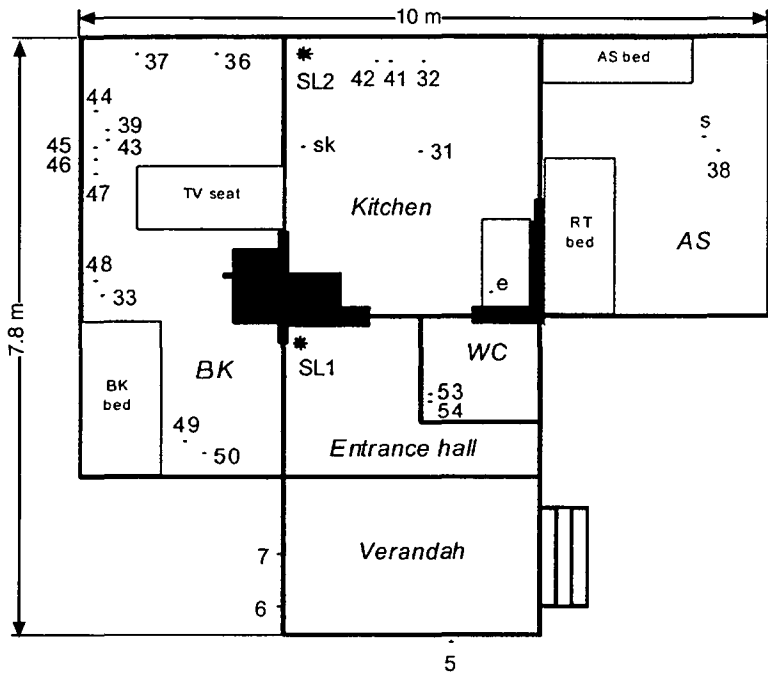 10 m
7.8 m
37
36
SL2
42 41 32
AS bed
44
39
45
43
46
sk
31
s
38
47
TV seat
Kitchen
RT
bed
AS
48
33
e
SL1
WC
BK
BK
bed
53
54
49
50
Entrance hall
7
Verandah
6
5